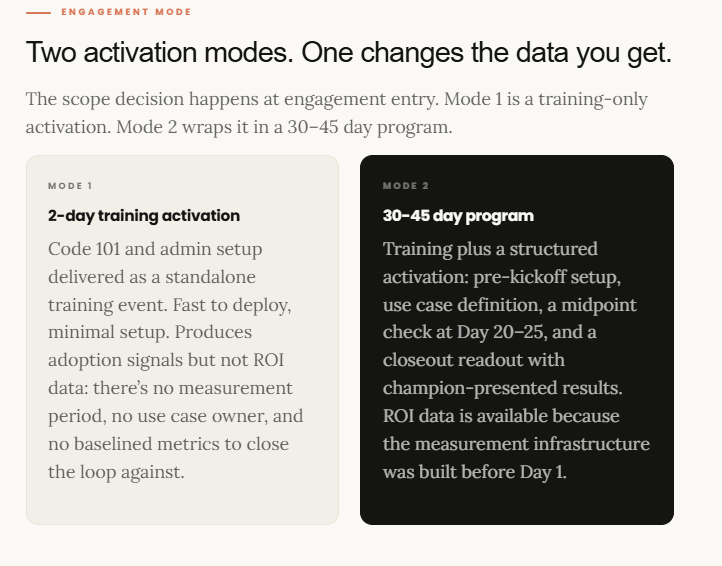 ENGAGEMENT MODE
Two activation modes. One changes the data you get.
The scope decision happens at engagement entry. Mode 1 is a training-only
activation. Mode 2 wraps it in a 30–45 day program.
MODE 1
2-day training activation
Code 101 and admin setup
delivered as a standalone
training event. Fast to deploy,
minimal setup. Produces
adoption signals but not ROI
data: there’s no measurement
period, no use case owner, and
no baselined metrics to close
the loop against.
MODE 2
30–45 day program
Training plus a structured
activation: pre-kickoff setup,
use case definition, a midpoint
check at Day 20–25, and a
closeout readout with
champion-presented results.
ROI data is available because
the measurement infrastructure
was built before Day 1.